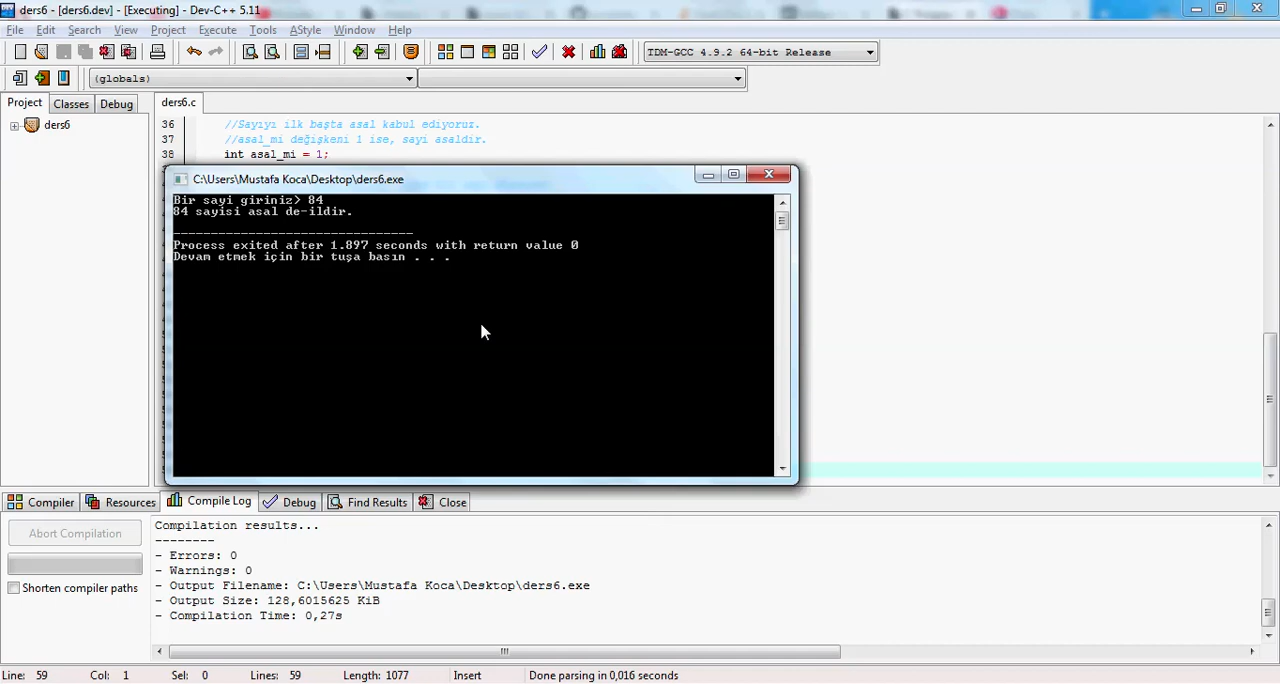 ders6 - [ders6.dev] - [Executing] - Dev-C++ 5.11
File Edit Search View Project Execute Tools AStyle Window Help
TDM-GCC 4.9.2 64-bit Release
(globals)
Project Classes Debug
ders6.c
ders6
36 //Sayıyı ilk başta asal kabul ediyoruz.
37 //asal_mi değişkeni 1 ise, sayi asaldir.
38 int asal_mi = 1;
C:\Users\Mustafa Koca\Desktop\ders6.exe
Bir sayi giriniz> 84
84 sayisi asal de-ildir.
--------------------------------
Process exited after 1.897 seconds with return value 0
Devam etmek için bir tuşa basın . . .
Compiler Resources Compile Log Debug Find Results Close
Abort Compilation
Shorten compiler paths
Compilation results...
--------
- Errors: 0
- Warnings: 0
- Output Filename: C:\Users\Mustafa Koca\Desktop\ders6.exe
- Output Size: 128,6015625 KiB
- Compilation Time: 0,27s
Line: 59 Col: 1 Sel: 0 Lines: 59 Length: 1077 Insert Done parsing in 0,016 seconds